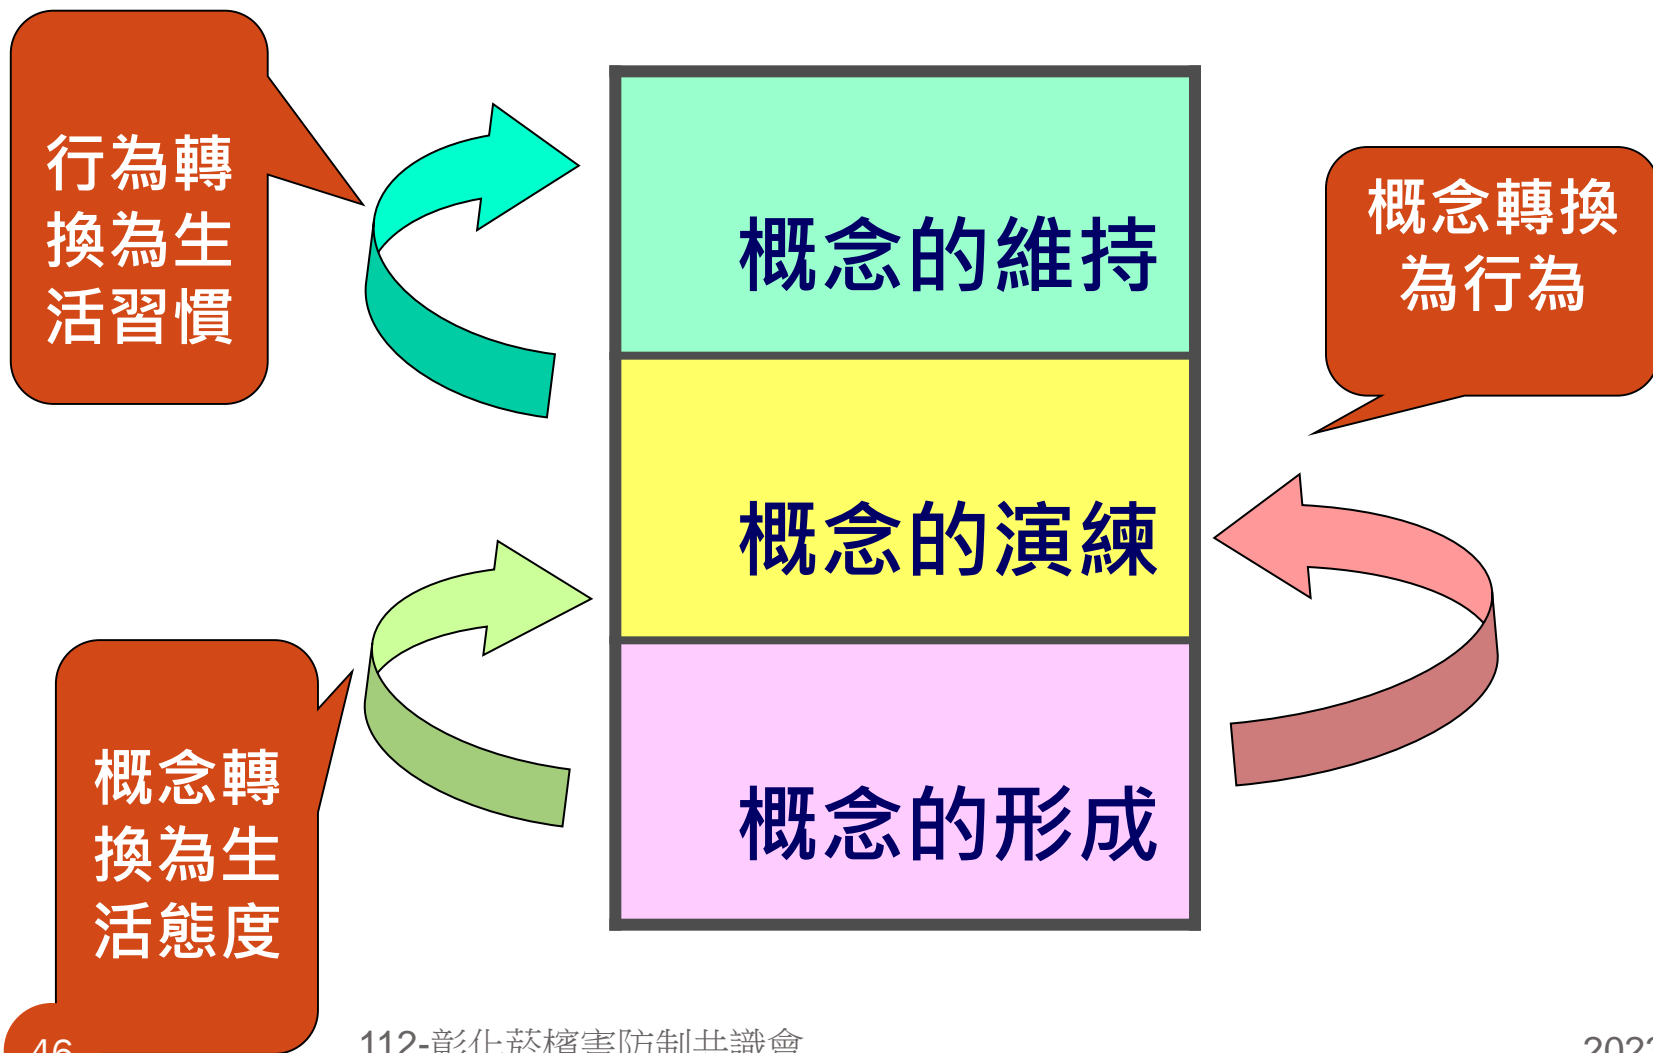 行為轉
換為生
活習慣
概念的維持
概念轉換
為行為
概念的演練
概念轉
換為生
活態度
概念的形成
46
112-彰化菸檳害防制共識會